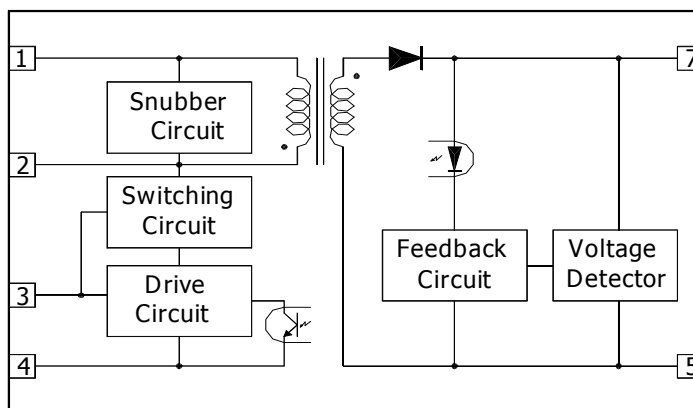 1
7
Snubber
Circuit
2
Switching
Circuit
Feedback
Circuit
Voltage
Detector
3
Drive
Circuit
4
5